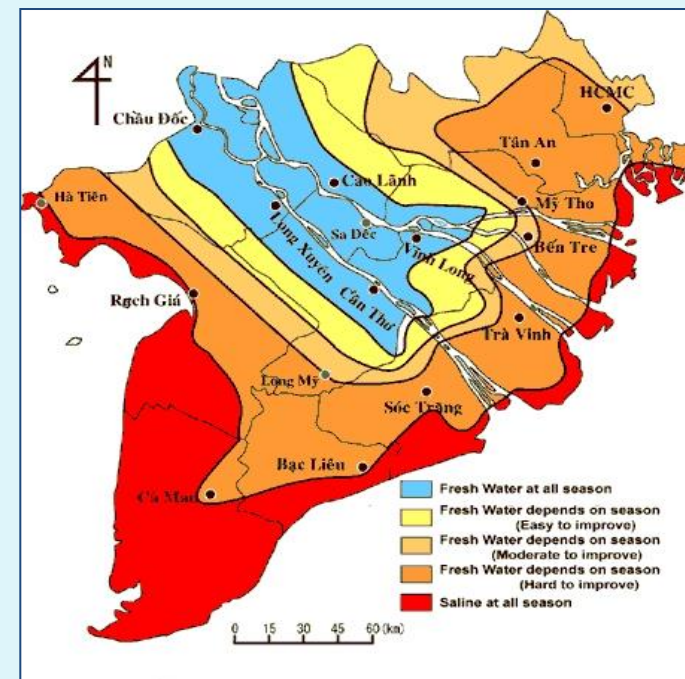 N
HCMC
Chầu Đốc
Tân An
Cao Lãnh
Hà Tiên
Mỹ Tho
Long Xuyên
Sa Đéc
Vĩnh Long
Bến Tre
Rạch Giá
Cần Thơ
Trà Vinh
Long Mỹ
Sóc Trăng
Bạc Liêu
Cà Mau
Fresh Water at all season
Fresh Water depends on season
(Easy to improve)
Fresh Water depends on season
(Moderate to improve)
Fresh Water depends on season
(Hard to improve)
Saline at all season
0 15 30 45 60 (km)